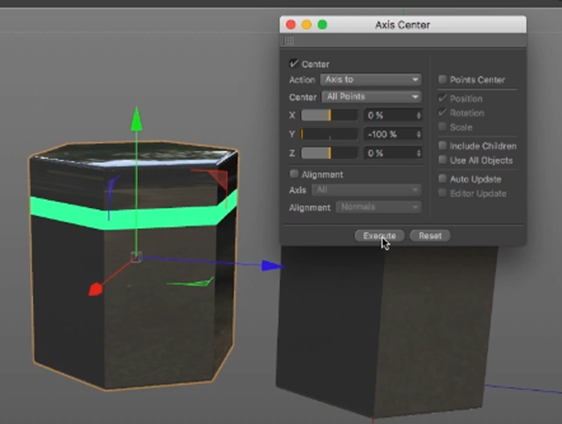 Axis Center
Center
Action Axis to
Points Center
Center All Points
Position
X 0 %
Rotation
Y -100 %
Scale
Z 0 %
Include Children
Use All Objects
Alignment
Auto Update
Axis All
Editor Update
Alignment Normals
Execute Reset